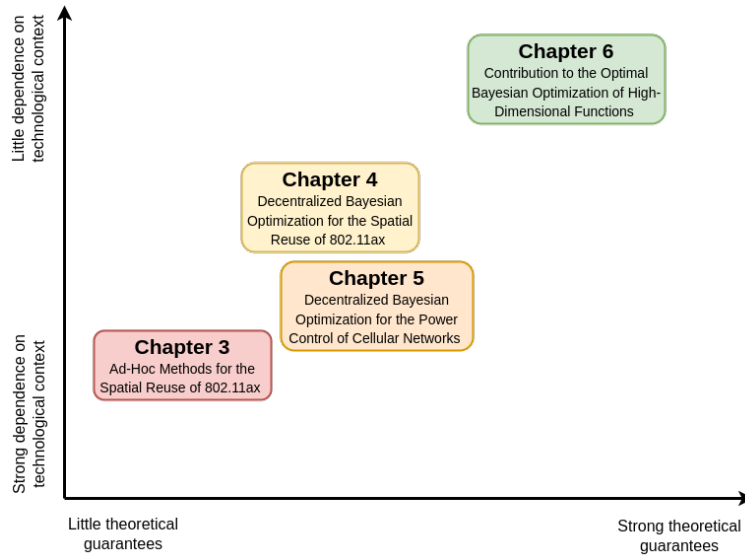 Little dependence on
technological context
Chapter 6
Contribution to the Optimal
Bayesian Optimization of High-
Dimensional Functions
Chapter 4
Decentralized Bayesian
Optimization for the Spatial
Reuse of 802.11ax
Chapter 5
Decentralized Bayesian
Optimization for the Power
Control of Cellular Networks
Chapter 3
Ad-Hoc Methods for the
Spatial Reuse of 802.11ax
Strong dependence on
technological context
Little theoretical
guarantees
Strong theoretical
guarantees